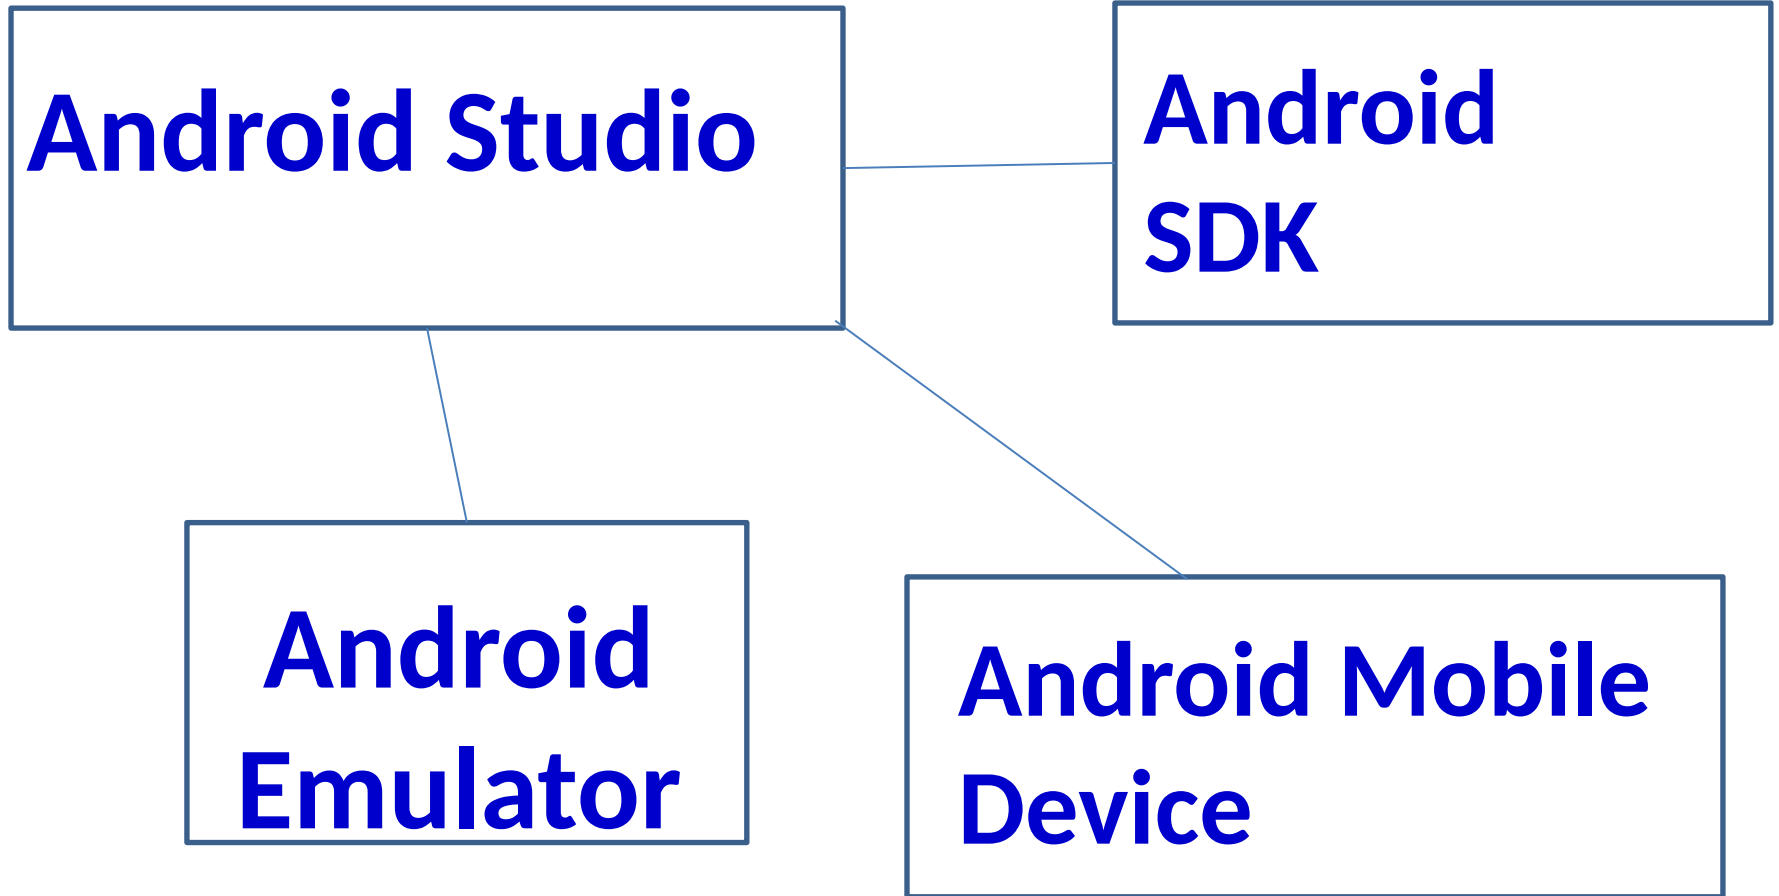 Android Studio
Android
SDK
Android
Emulator
Android Mobile
Device